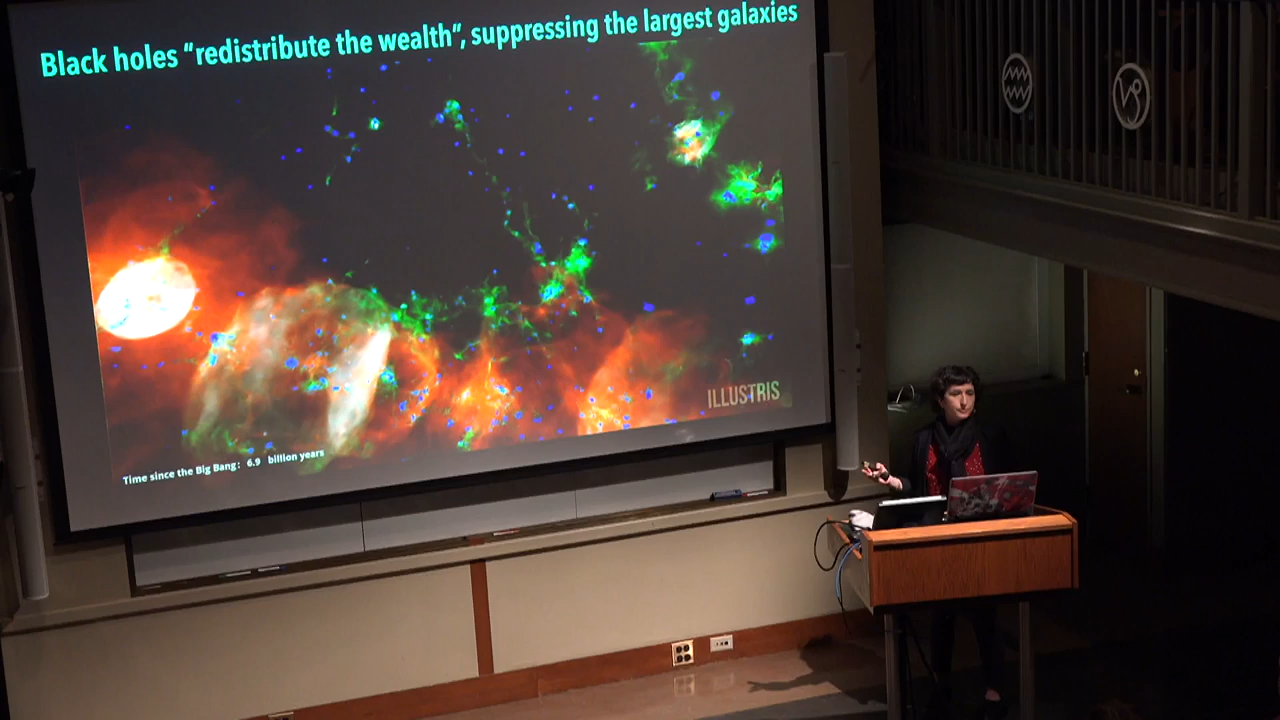 Black holes “redistribute the wealth”, suppressing the largest galaxies
ILLUSTRIS
Time since the Big Bang: 6.9 billion years